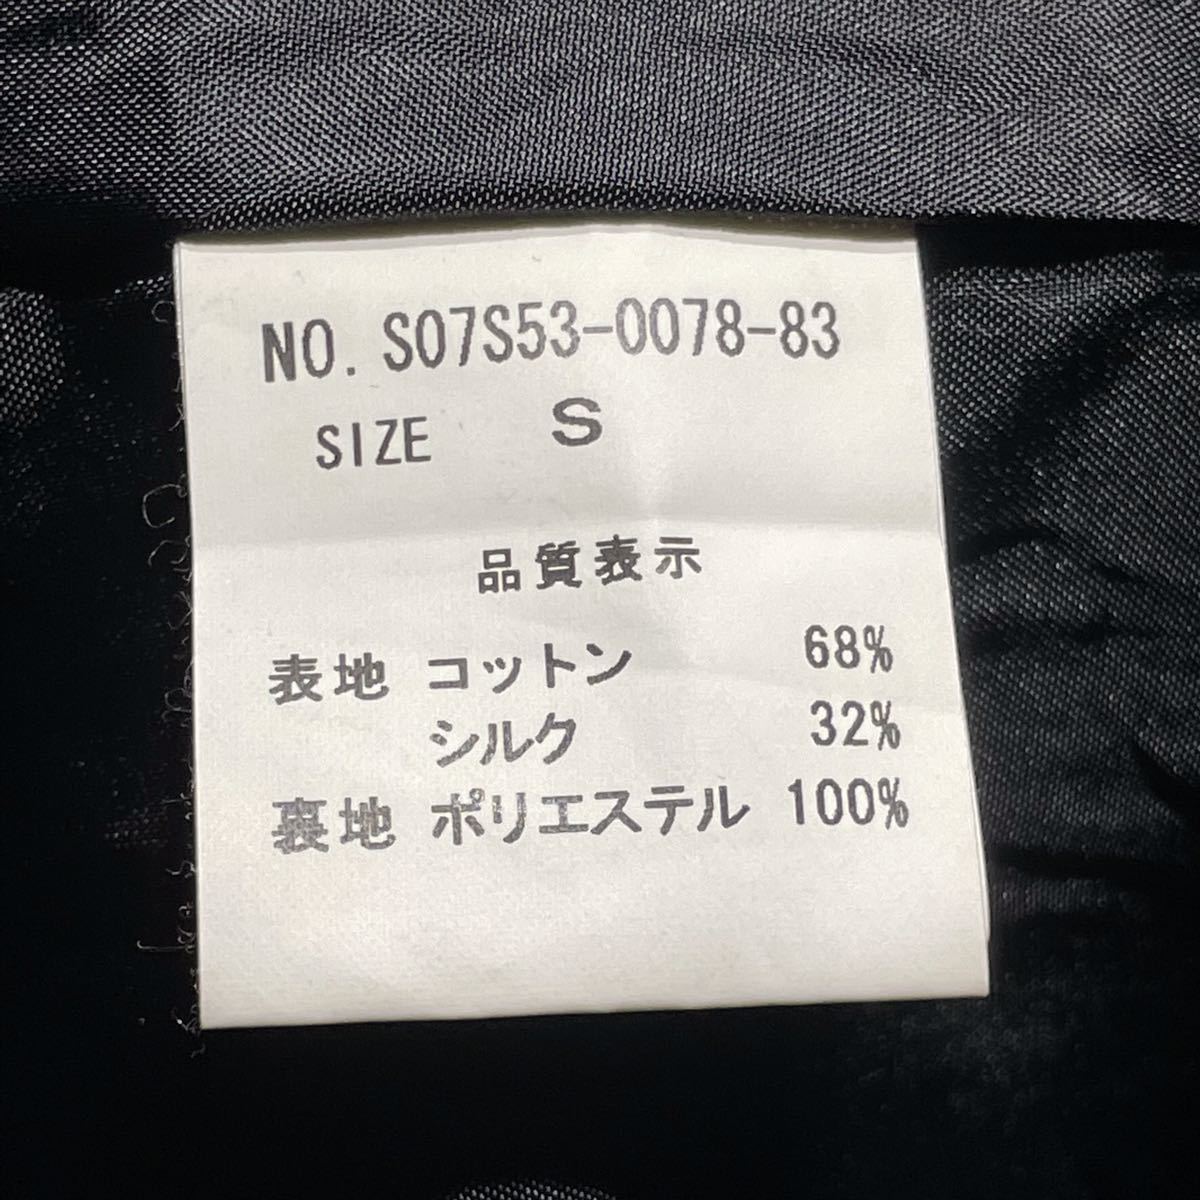 NO. S07S53-0078-83
SIZE S
品質表示
表地 コットン 68%
シルク 32%
裏地 ポリエステル 100%